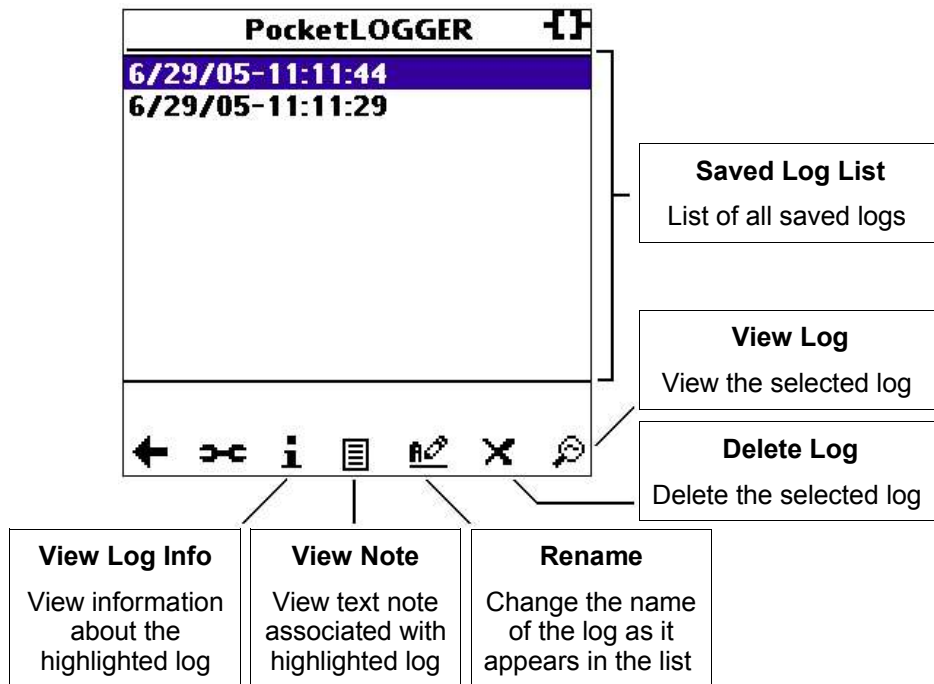 PocketLOGGER
6/29/05-11:11:44
6/29/05-11:11:29
Saved Log List
List of all saved logs
View Log
View the selected log
Delete Log
Delete the selected log
View Log Info
View information
about the
highlighted log
View Note
View text note
associated with
highlighted log
Rename
Change the name
of the log as it
appears in the list